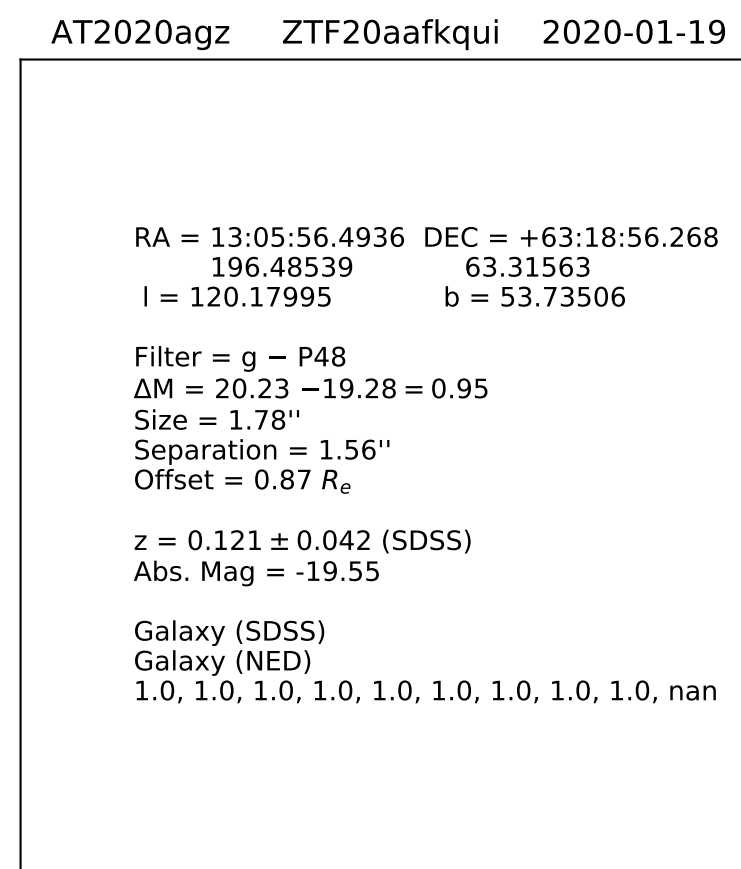 AT2020agz ZTF20aafkqui 2020-01-19
RA = 13:05:56.4936 DEC = +63:18:56.268
196.48539 63.31563
l = 120.17995 b = 53.73506
Filter = g − P48
ΔM = 20.23 −19.28 = 0.95
Size = 1.78''
Separation = 1.56''
Offset = 0.87 Re
z = 0.121 ± 0.042 (SDSS)
Abs. Mag = -19.55
Galaxy (SDSS)
Galaxy (NED)
1.0, 1.0, 1.0, 1.0, 1.0, 1.0, 1.0, 1.0, 1.0, nan